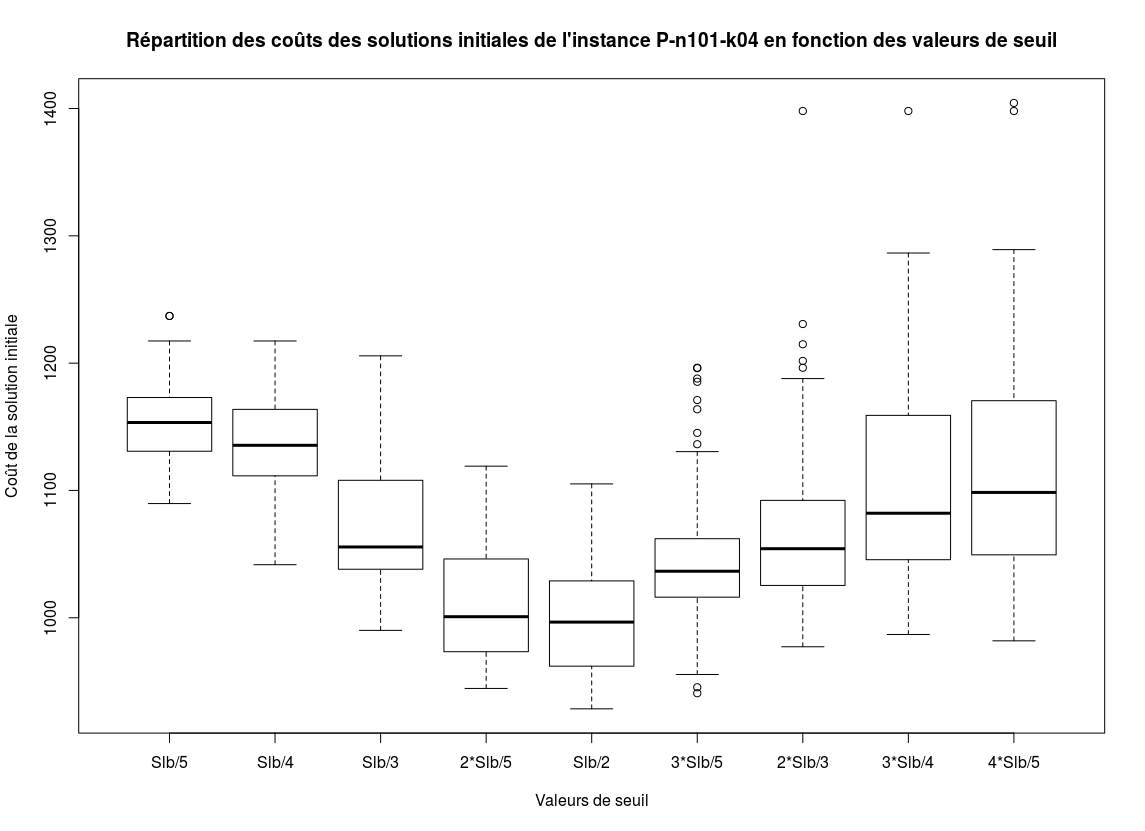 Répartition des coûts des solutions initiales de l'instance P-n101-k04 en fonction des valeurs de seuil
Coût de la solution initiale
1400
1300
1200
1100
1000
Slb/5 Slb/4 Slb/3 2*Slb/5 Slb/2 3*Slb/5 2*Slb/3 3*Slb/4 4*Slb/5
Valeurs de seuil